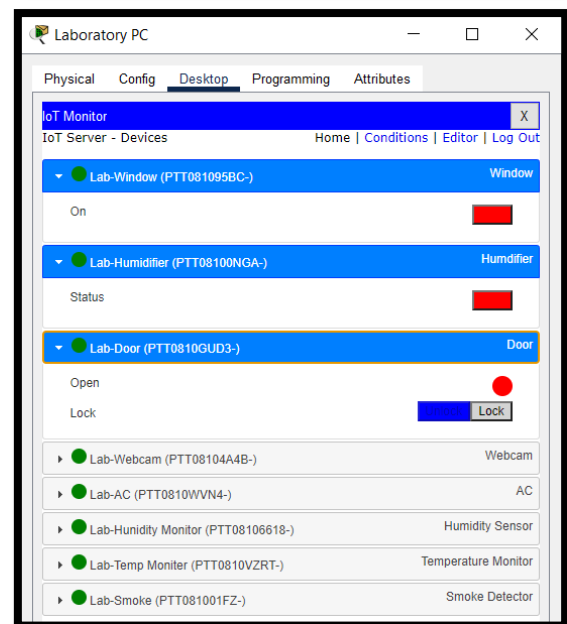 Laboratory PC
Physical Config Desktop Programming Attributes
IoT Monitor X
IoT Server - Devices Home | Conditions | Editor | Log Out
Lab-Window (PTT081095BC-) Window
On
Lab-Humidifier (PTT08100NGA-) Humdifier
Status
Lab-Door (PTT0810GUD3-) Door
Open
Lock Unlock Lock
Lab-Webcam (PTT08104A4B-) Webcam
Lab-AC (PTT0810WVN4-) AC
Lab-Hunidity Monitor (PTT08106618-) Humidity Sensor
Lab-Temp Moniter (PTT0810VZRT-) Temperature Monitor
Lab-Smoke (PTT081001FZ-) Smoke Detector